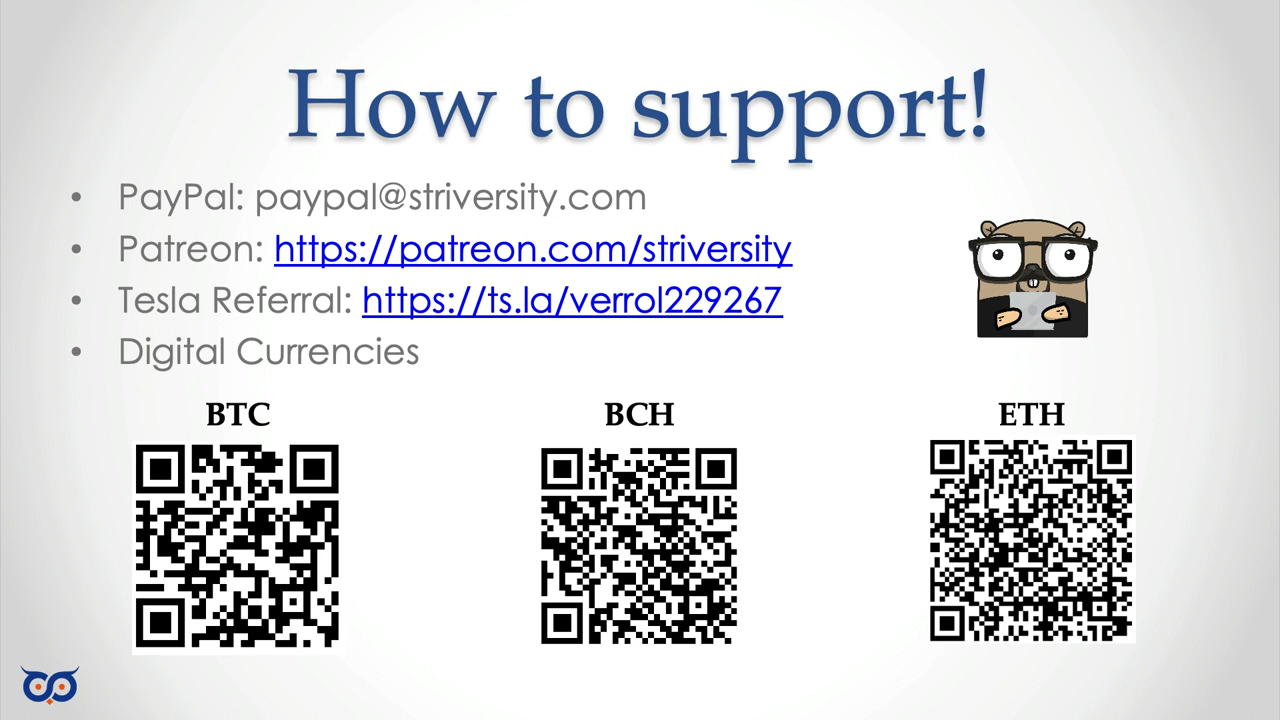 How to support!
• PayPal: paypal@striversity.com
• Patreon: https://patreon.com/striversity
• Tesla Referral: https://ts.la/verrol229267
• Digital Currencies
BTC BCH ETH